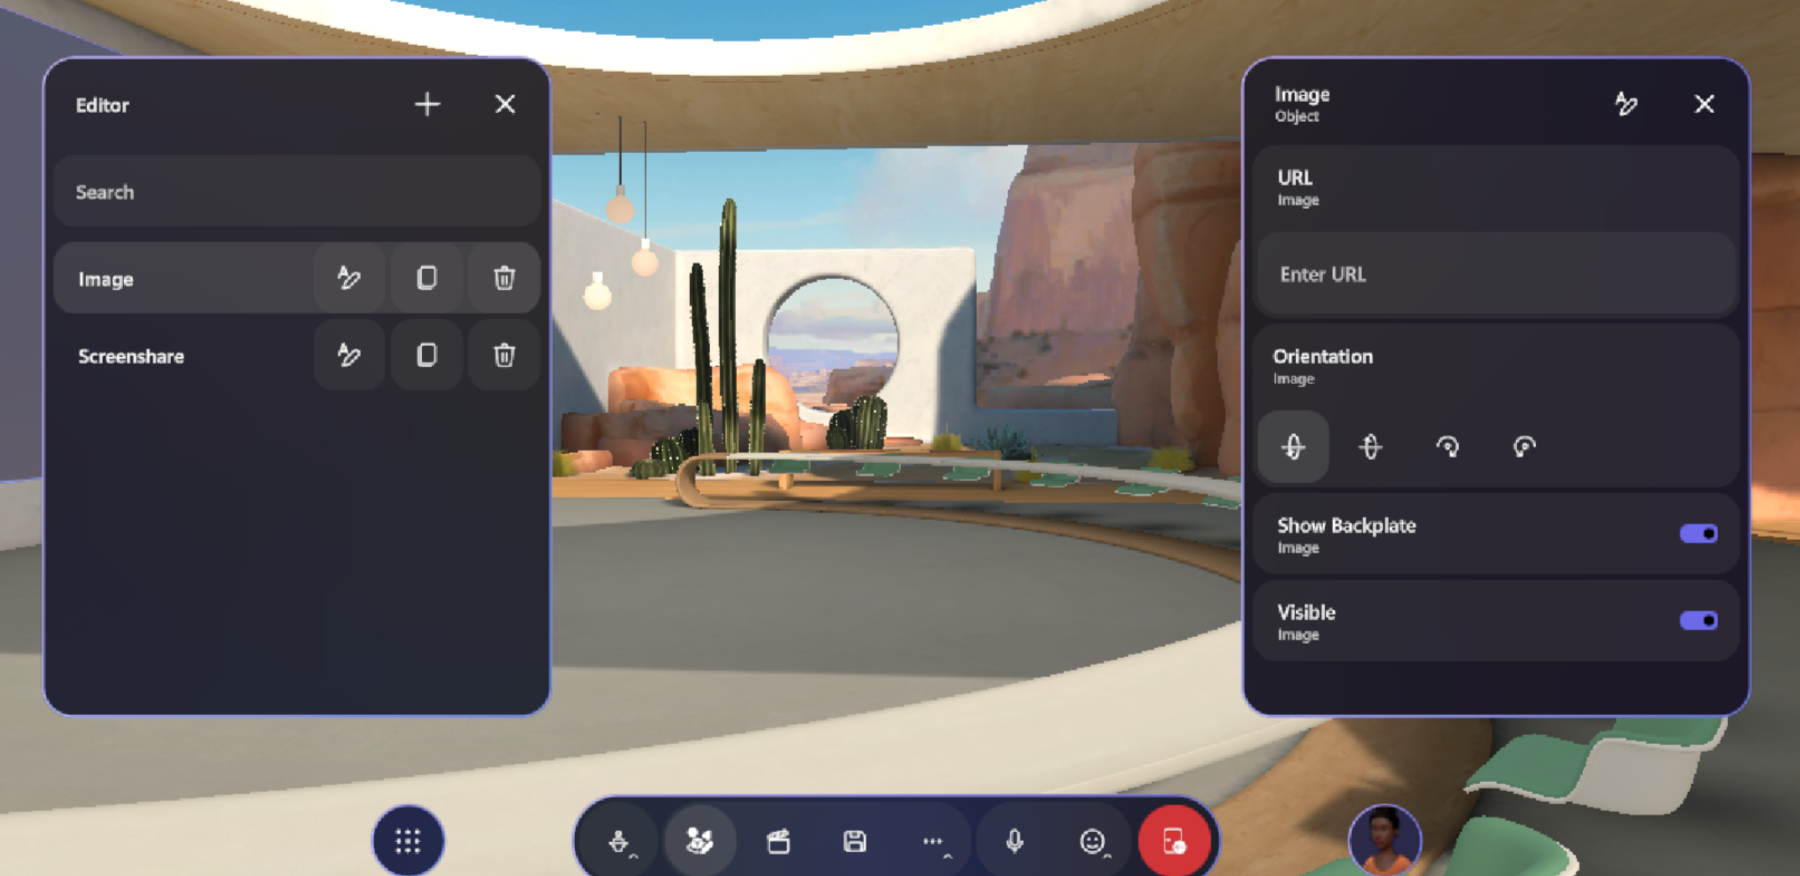 Editor
Search
Image
Screenshare
Image
Object
URL
Image
Enter URL
Orientation
Image
Show Backplate
Image
Visible
Image